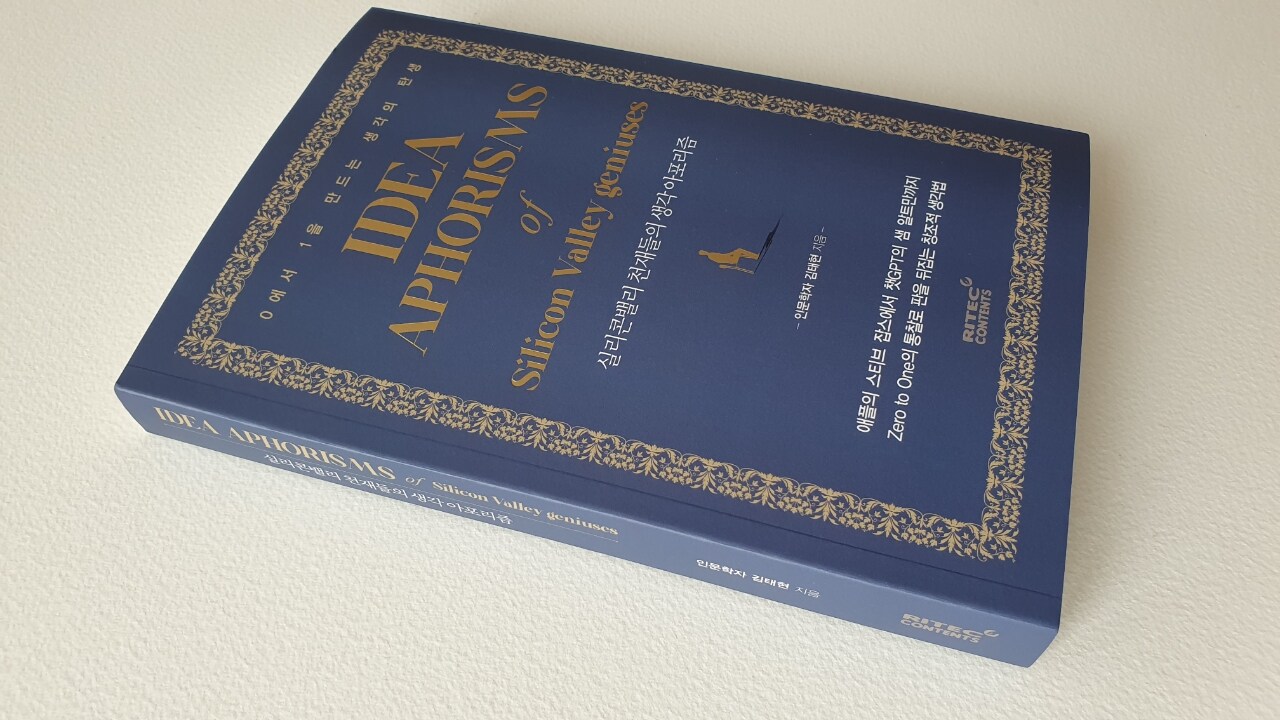 0에서 1을 만드는 생각의 탄생
IDEA
APHORISMS
of
Silicon Valley geniuses
실리콘밸리 천재들의 생각 아포리즘
- 인문학자 김태현 지음 -
애플의 스티브 잡스에서 챗GPT의 샘 알트만까지
Zero to One의 통찰로 판을 뒤집는 창조적 생각법
RITEC
CONTENTS
IDEA APHORISMS of Silicon Valley geniuses
실리콘밸리 천재들의 생각 아포리즘
인문학자 김태현 지음
RITEC
CONTENTS